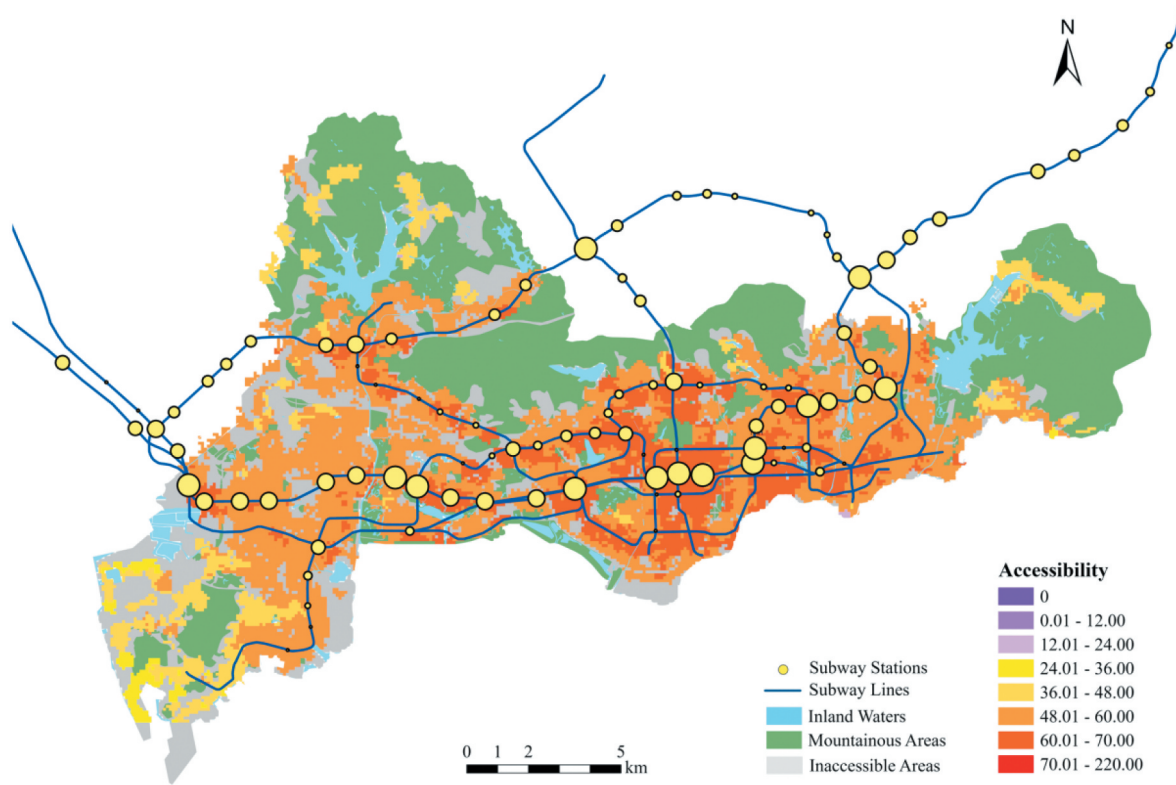 N
Accessibility
0
0.01 - 12.00
12.01 - 24.00
24.01 - 36.00
36.01 - 48.00
48.01 - 60.00
60.01 - 70.00
70.01 - 220.00
Subway Stations
Subway Lines
Inland Waters
Mountainous Areas
Inaccessible Areas
0 1 2 5
km